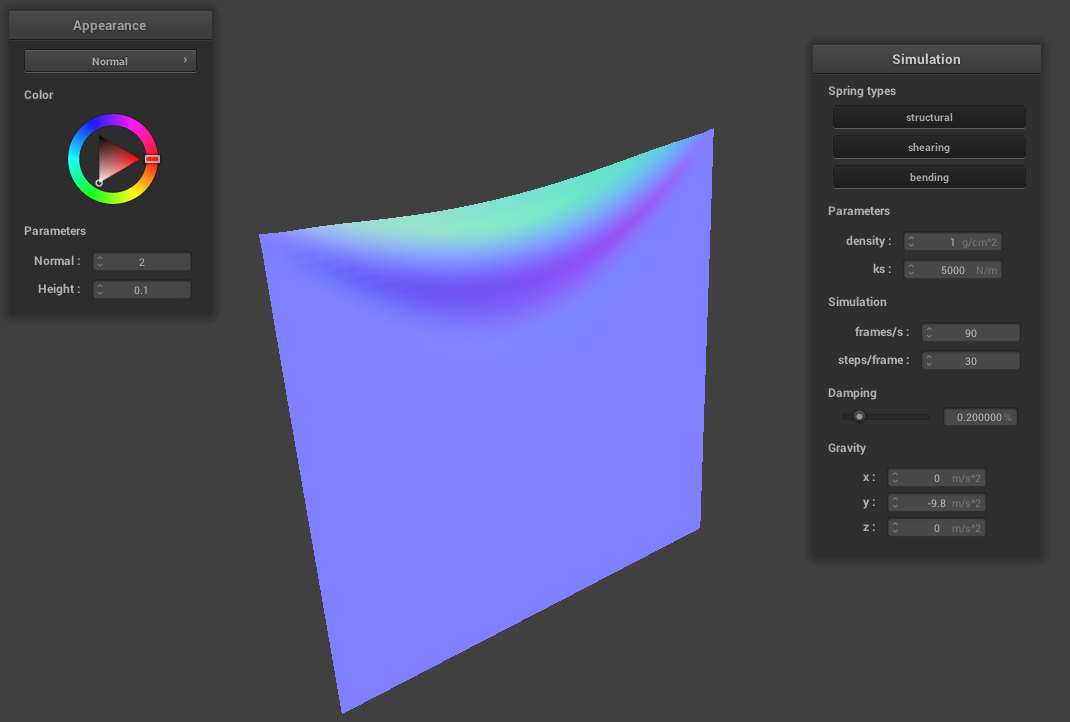 Appearance
Normal
Color
Parameters
Normal : 2
Height : 0.1
Simulation
Spring types
structural
shearing
bending
Parameters
density : 1 g/cm^2
ks : 5000 N/m
Simulation
frames/s : 90
steps/frame : 30
Damping
0.200000 %
Gravity
x : 0 m/s^2
y : -9.8 m/s^2
z : 0 m/s^2